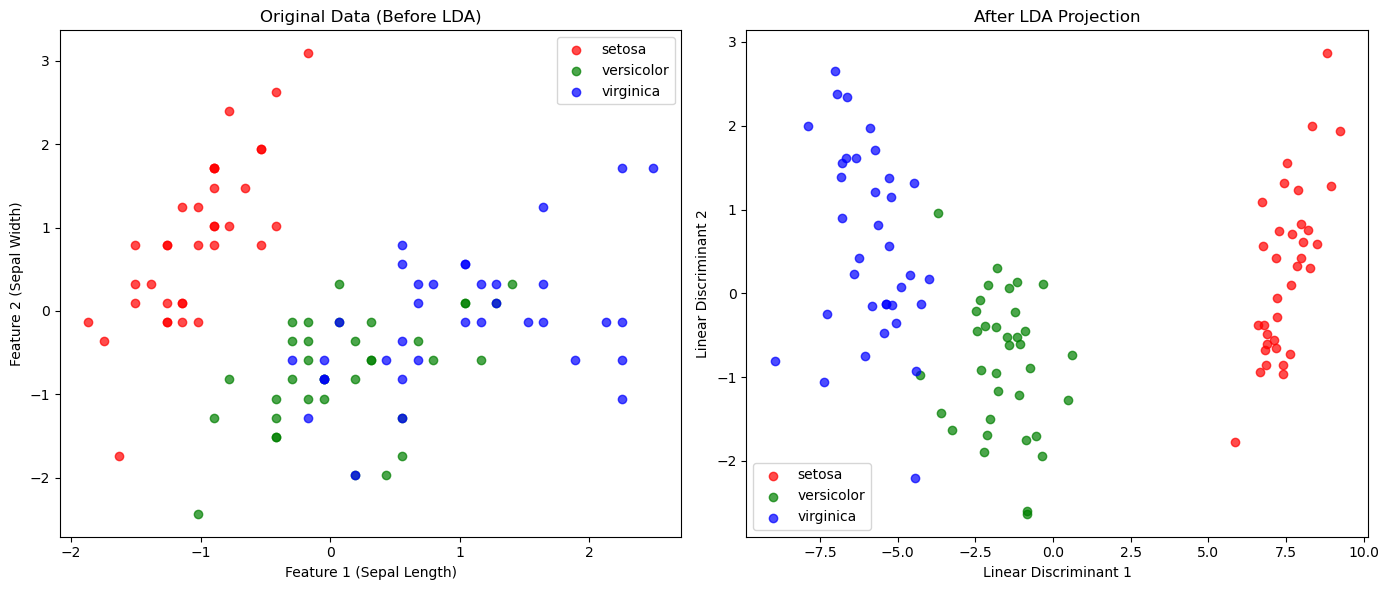 Original Data (Before LDA)
setosa
versicolor
virginica
3
2
1
0
−1
−2
Feature 2 (Sepal Width)
−2
−1
0
1
2
Feature 1 (Sepal Length)
After LDA Projection
3
2
1
0
−1
−2
Linear Discriminant 2
setosa
versicolor
virginica
−7.5
−5.0
−2.5
0.0
2.5
5.0
7.5
10.0
Linear Discriminant 1